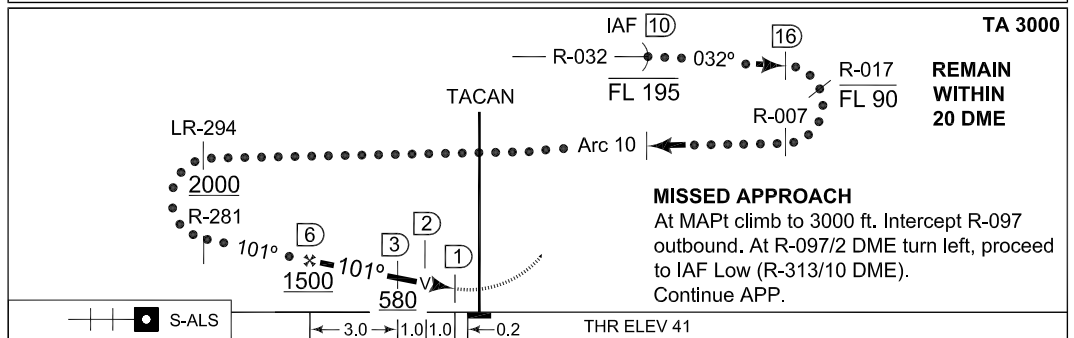 IAF 10
TA 3000
R-032
032º
16
FL 195
R-017
FL 90
REMAIN
WITHIN
20 DME
TACAN
R-007
LR-294
Arc 10
2000
R-281
101º
6
1500
101º
3
580
2
V
1
MISSED APPROACH
At MAPt climb to 3000 ft. Intercept R-097
outbound. At R-097/2 DME turn left, proceed
to IAF Low (R-313/10 DME).
Continue APP.
S-ALS
3.0
1.0
1.0
0.2
THR ELEV 41